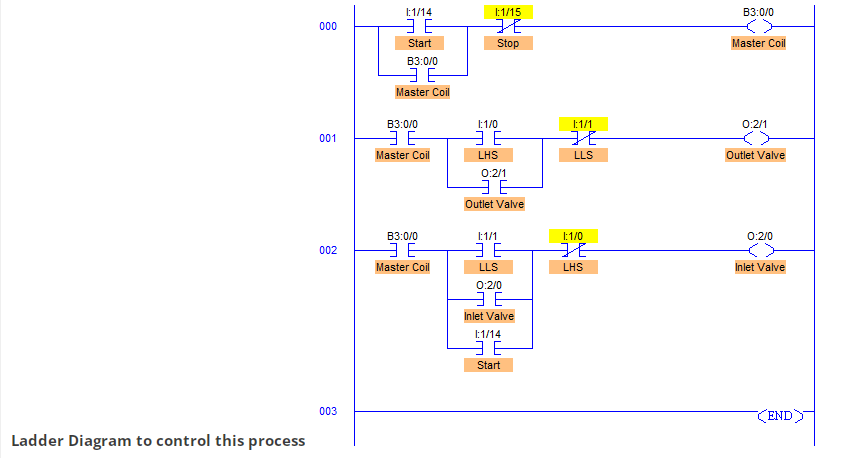 I:1/14 I:1/15 B3:0/0
000
Start Stop Master Coil
B3:0/0
Master Coil
B3:0/0 I:1/0 I:1/1 O:2/1
001
Master Coil LHS LLS Outlet Valve
O:2/1
Outlet Valve
B3:0/0 I:1/1 I:1/0 O:2/0
002
Master Coil LLS LHS Inlet Valve
O:2/0
Inlet Valve
I:1/14
Start
003
END
Ladder Diagram to control this process